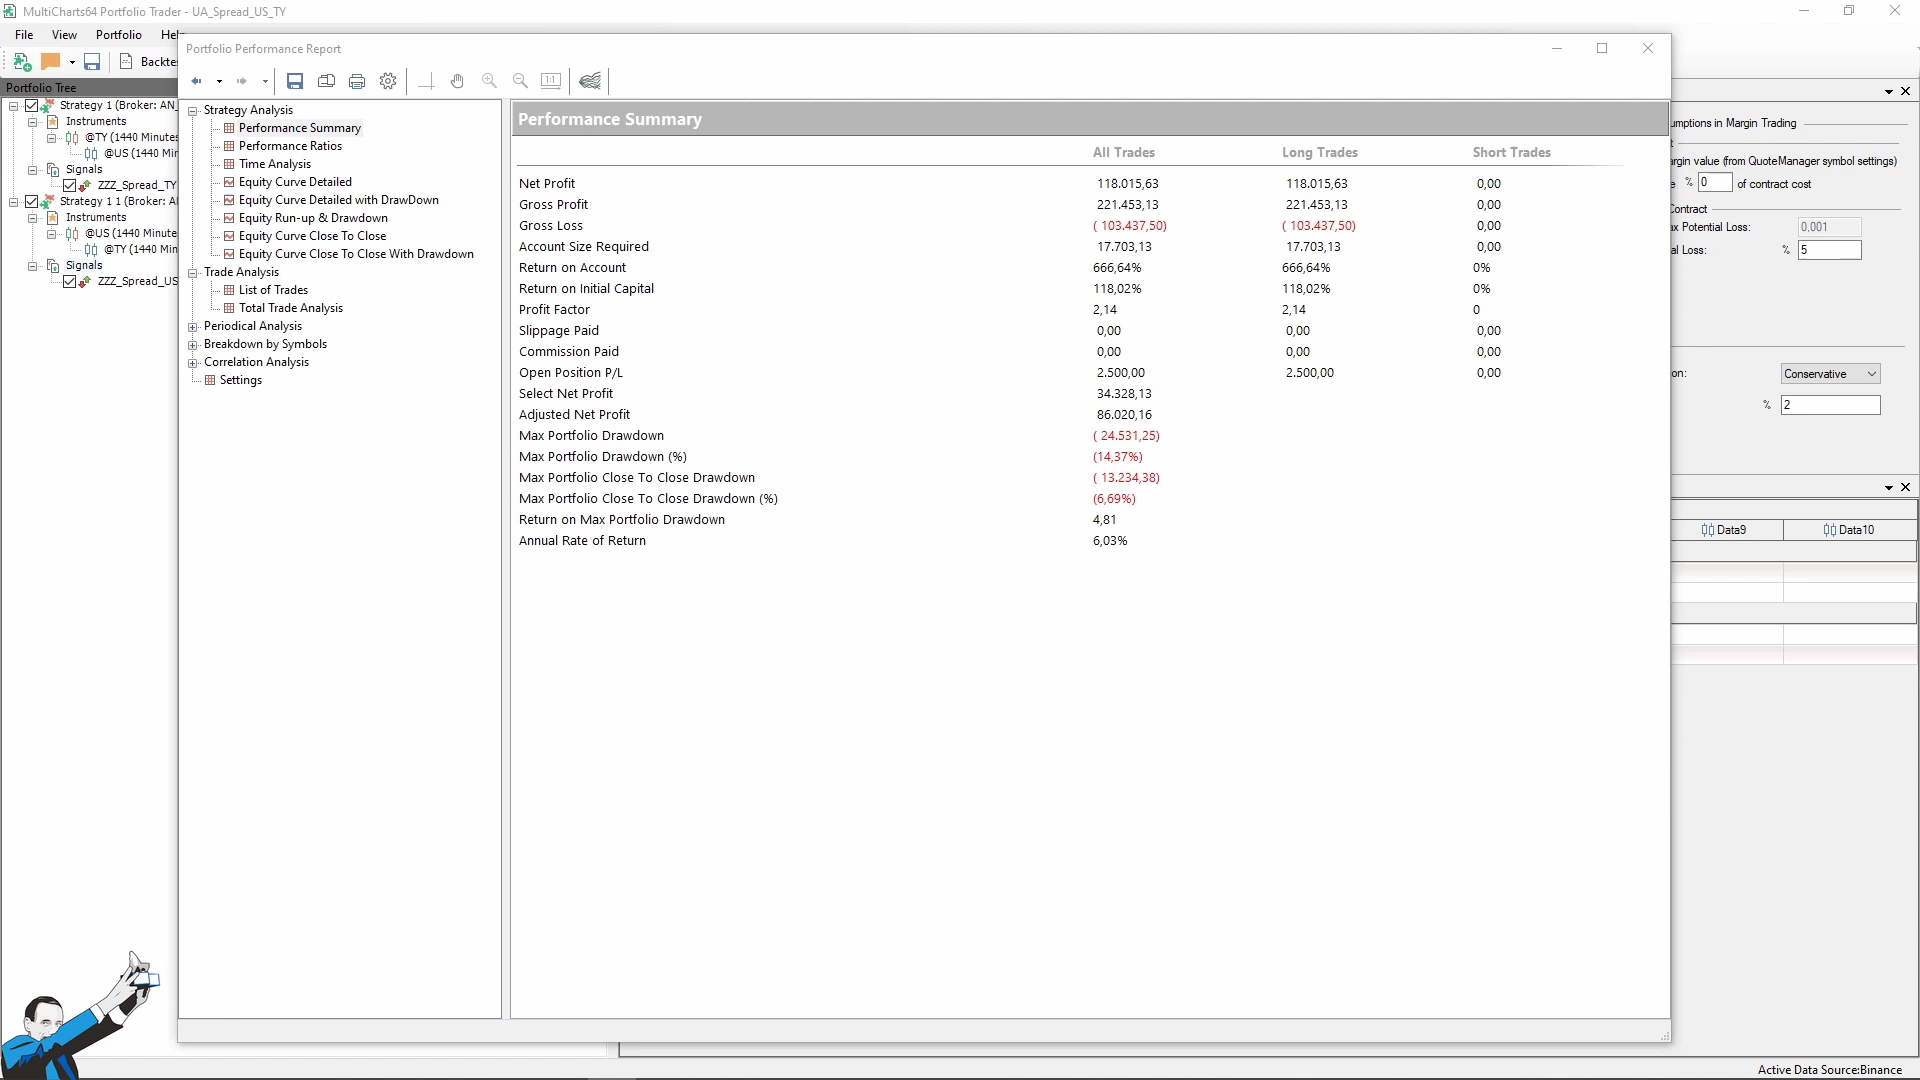 MultiCharts64 Portfolio Trader - UA_Spread_US_TY
File View Portfolio Help
Backte
Portfolio Tree
Strategy 1 (Broker: AN_
Instruments
@TY (1440 Minutes
@US (1440 Min
Signals
ZZZ_Spread_TY
Strategy 1 1 (Broker: A
Instruments
@US (1440 Minute
@TY (1440 Min
Signals
ZZZ_Spread_US
Portfolio Performance Report
1:1
Strategy Analysis
Performance Summary
Performance Ratios
Time Analysis
Equity Curve Detailed
Equity Curve Detailed with DrawDown
Equity Run-up & Drawdown
Equity Curve Close To Close
Equity Curve Close To Close With Drawdown
Trade Analysis
List of Trades
Total Trade Analysis
Periodical Analysis
Breakdown by Symbols
Correlation Analysis
Settings
Performance Summary
All Trades Long Trades Short Trades
Net Profit 118.015,63 118.015,63 0,00
Gross Profit 221.453,13 221.453,13 0,00
Gross Loss ( 103.437,50) ( 103.437,50) 0,00
Account Size Required 17.703,13 17.703,13 0,00
Return on Account 666,64% 666,64% 0%
Return on Initial Capital 118,02% 118,02% 0%
Profit Factor 2,14 2,14 0
Slippage Paid 0,00 0,00 0,00
Commission Paid 0,00 0,00 0,00
Open Position P/L 2.500,00 2.500,00 0,00
Select Net Profit 34.328,13
Adjusted Net Profit 86.020,16
Max Portfolio Drawdown ( 24.531,25)
Max Portfolio Drawdown (%) (14,37%)
Max Portfolio Close To Close Drawdown ( 13.234,38)
Max Portfolio Close To Close Drawdown (%) (6,69%)
Return on Max Portfolio Drawdown 4,81
Annual Rate of Return 6,03%
umptions in Margin Trading
rgin value (from QuoteManager symbol settings)
e % 0 of contract cost
Contract
ax Potential Loss: 0,001
al Loss: % 5
on: Conservative
% 2
Data9 Data10
Active Data Source:Binance